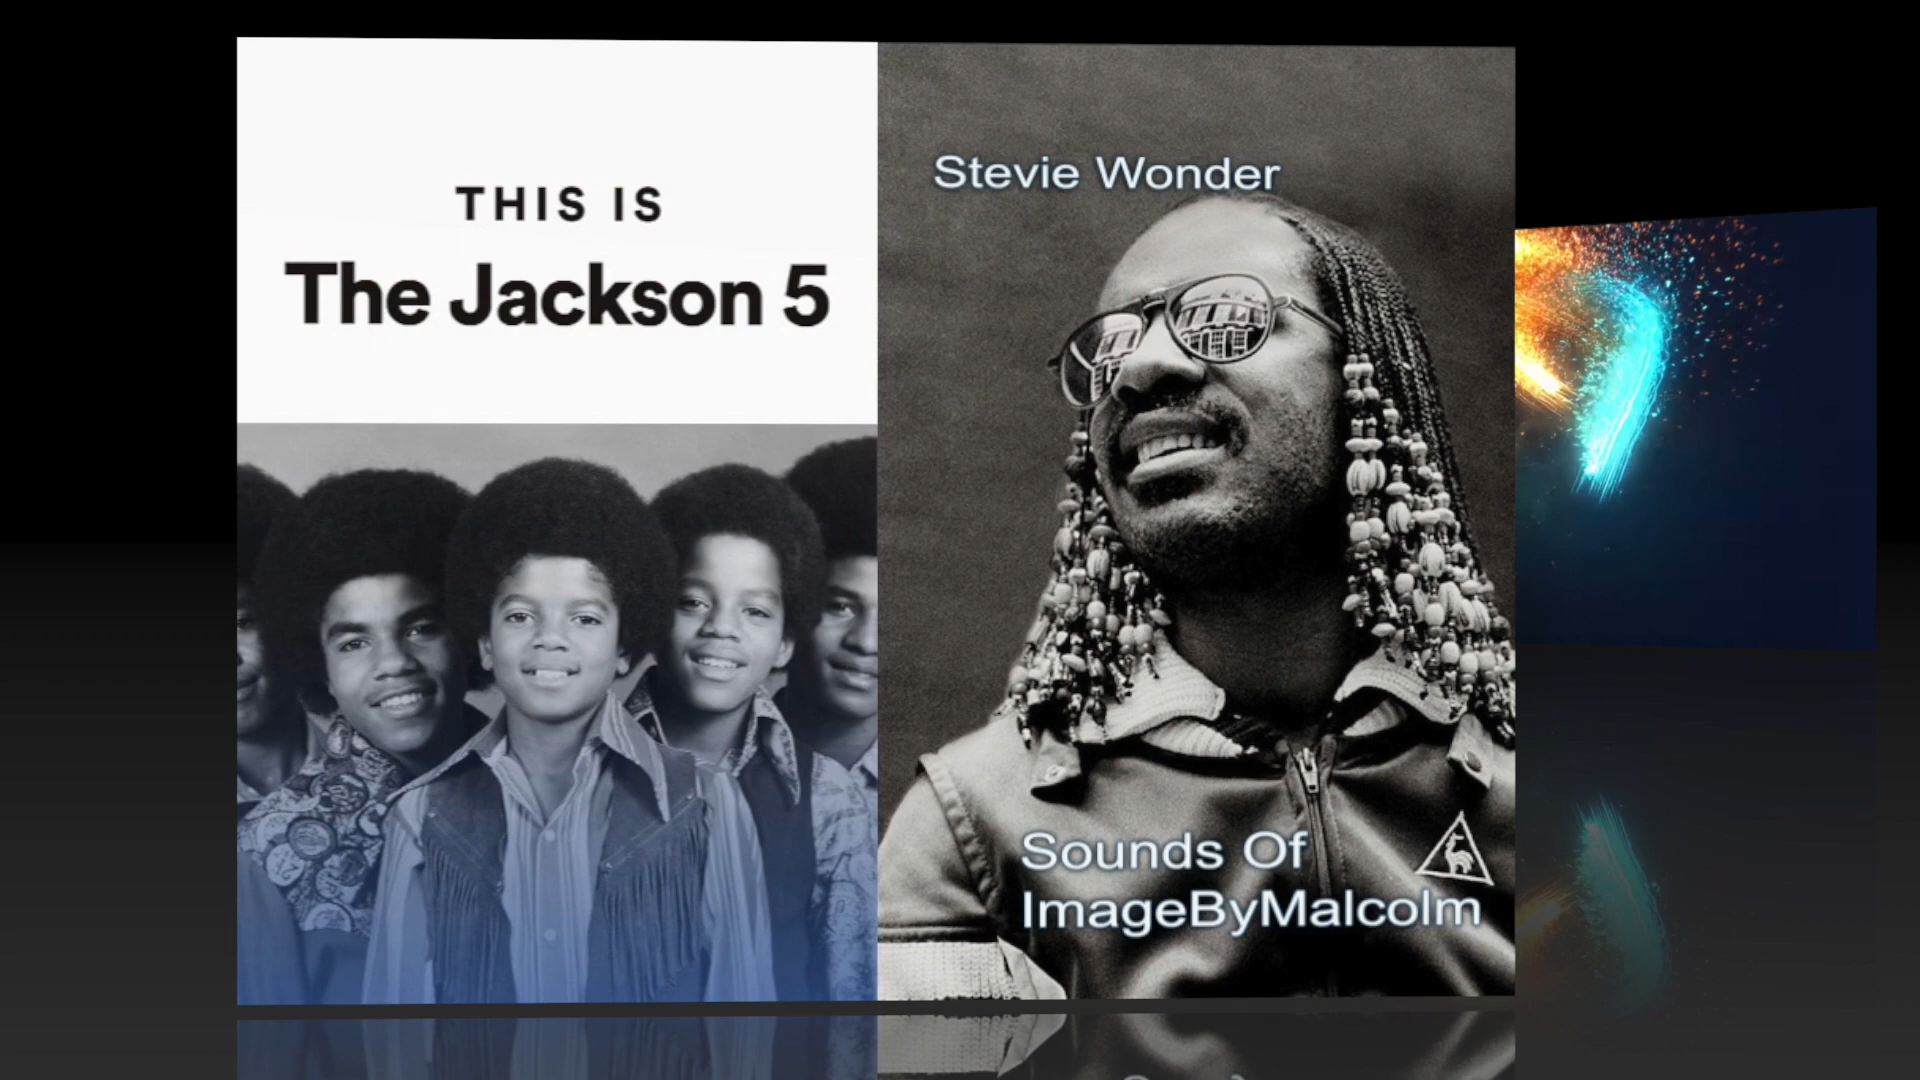 THIS IS
The Jackson 5
Stevie Wonder
Sounds Of
ImageByMalcolm